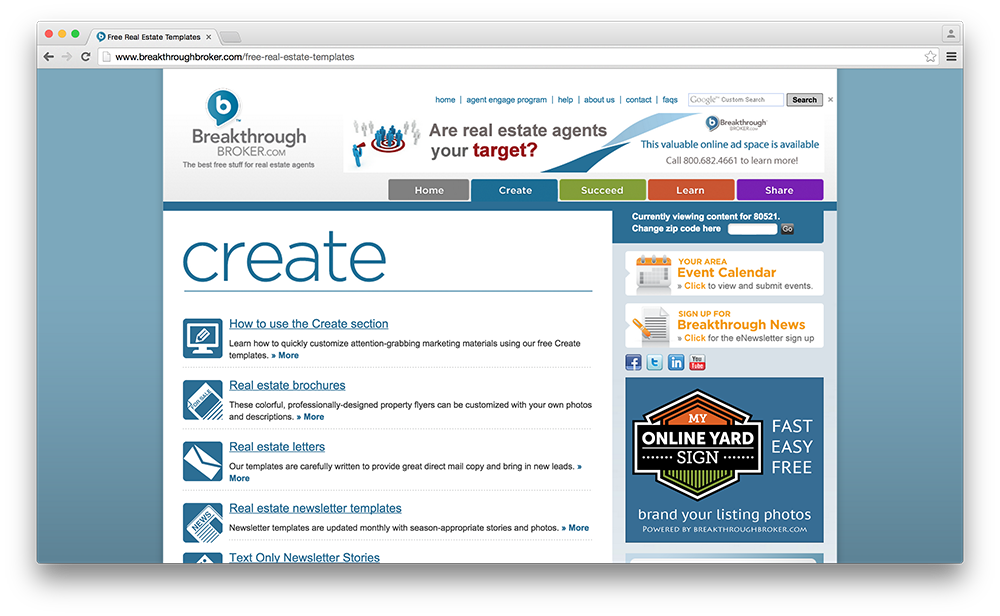 Free Real Estate Templates
www.breakthroughbroker.com/free-real-estate-templates
home | agent engage program | help | about us | contact | faqs
Google™ Custom Search
Search
b
Breakthrough
BROKER.COM
The best free stuff for real estate agents
Are real estate agents
your target?
b Breakthrough
BROKER.com
This valuable online ad space is available
Call 800.682.4661 to learn more!
Home
Create
Succeed
Learn
Share
create
How to use the Create section
Learn how to quickly customize attention-grabbing marketing materials using our free Create
templates. » More
FOR SALE
Real estate brochures
These colorful, professionally-designed property flyers can be customized with your own photos
and descriptions. » More
Real estate letters
Our templates are carefully written to provide great direct mail copy and bring in new leads. »
More
NEWS
Real estate newsletter templates
Newsletter templates are updated monthly with season-appropriate stories and photos. » More
Text Only Newsletter Stories
Currently viewing content for 80521.
Change zip code here
Go
YOUR AREA
Event Calendar
» Click to view and submit events.
SIGN UP FOR
Breakthrough News
» Click for the eNewsletter sign up
f
t
in
You
Tube
MY
ONLINE YARD
SIGN
FAST
EASY
FREE
brand your listing photos
POWERED BY BREAKTHROUGHBROKER.COM